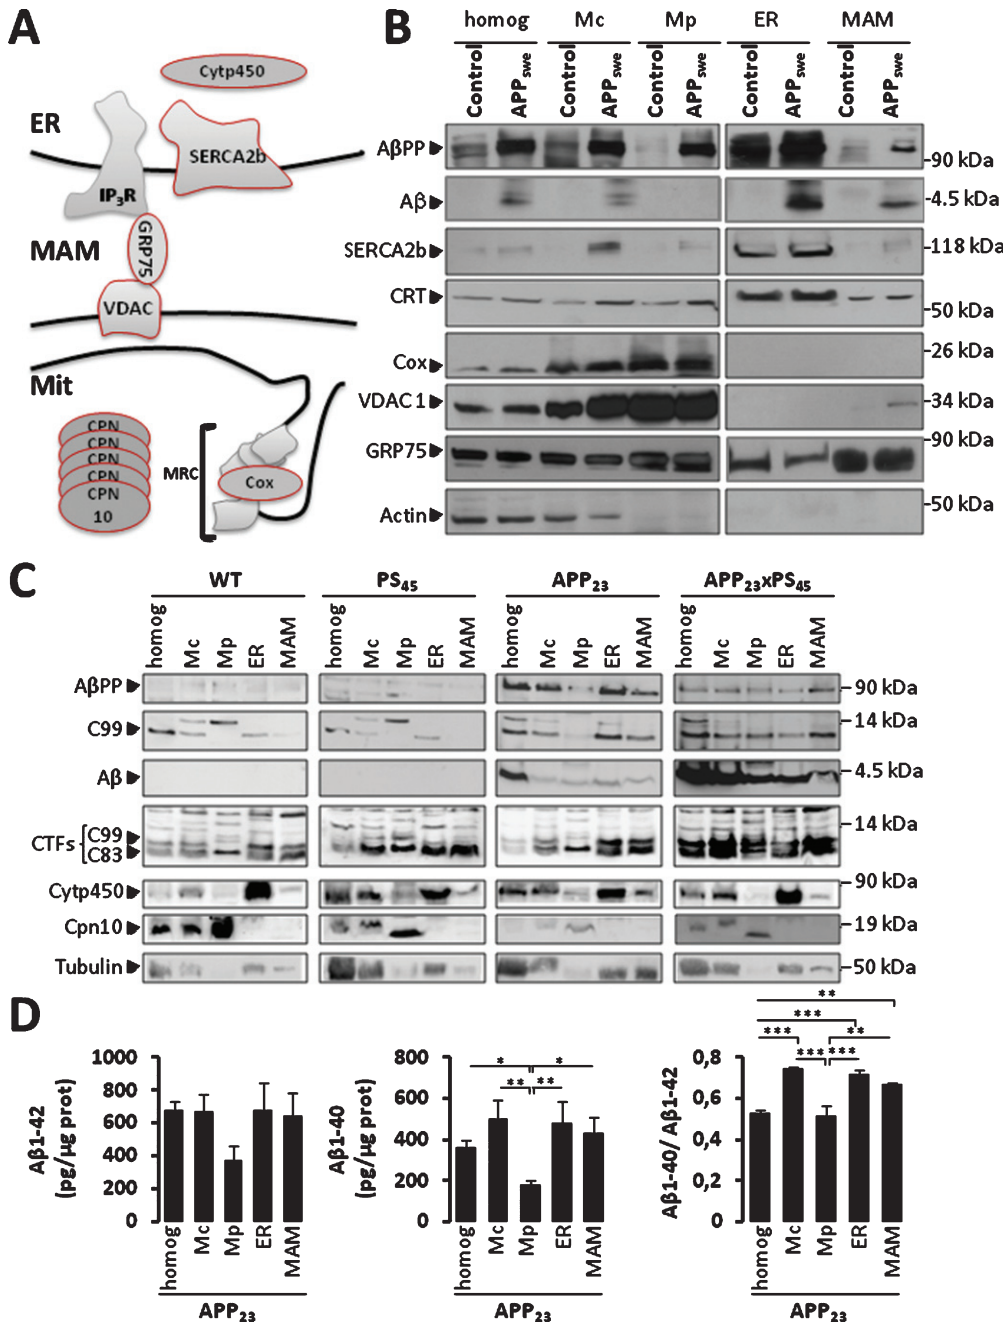 A
Cytp450
ER
SERCA2b
IP3R
GRP75
MAM
VDAC
Mit
CPN
CPN
CPN
CPN
CPN
10
MRC
Cox
B
homog Mc Mp ER MAM
Control APPswe Control APPswe Control APPswe Control APPswe Control APPswe
AβPP
90 kDa
Aβ
4.5 kDa
SERCA2b
118 kDa
CRT
50 kDa
Cox
26 kDa
VDAC 1
34 kDa
GRP75
90 kDa
Actin
50 kDa
C
WT PS45 APP23 APP23xPS45
homog Mc Mp ER MAM homog Mc Mp ER MAM homog Mc Mp ER MAM homog Mc Mp ER MAM
AβPP
90 kDa
C99
14 kDa
Aβ
4.5 kDa
CTFs C99 C83
14 kDa
Cytp450
90 kDa
Cpn10
19 kDa
Tubulin
50 kDa
D
Aβ1-42
(pg/µg prot)
1000
800
600
400
200
0
homog Mc Mp ER MAM
APP23
Aβ1-40
(pg/µg prot)
800
600
400
200
0
* *
** **
homog Mc Mp ER MAM
APP23
Aβ1-40/ Aβ1-42
0,8
0,6
0,4
0,2
0
**
***
*** **
*** ***
homog Mc Mp ER MAM
APP23